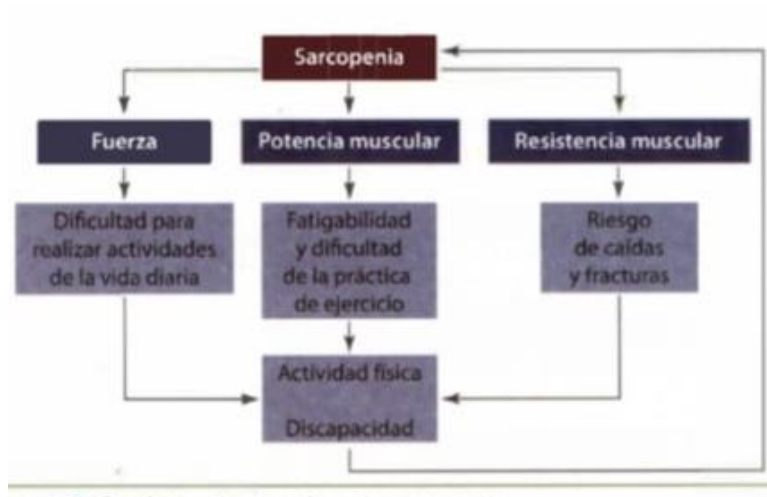 Sarcopenia
Fuerza
Potencia muscular
Resistencia muscular
Dificultad para
realizar actividades
de la vida diaria
Fatigabilidad
y dificultad
de la práctica
de ejercicio
Riesgo
de caídas
y fracturas
Actividad física
Discapacidad